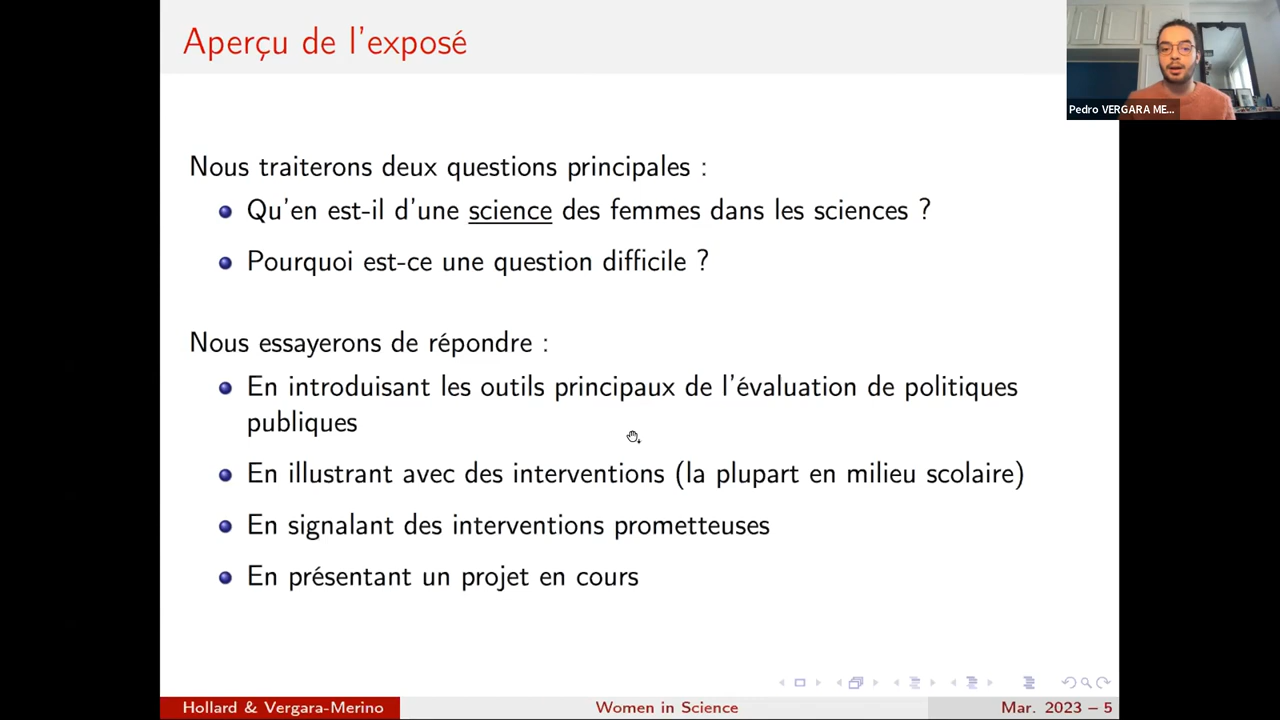 Aperçu de l'exposé
Pedro VERGARA ME...
Nous traiterons deux questions principales :
Qu'en est-il d'une science des femmes dans les sciences ?
Pourquoi est-ce une question difficile ?
Nous essayerons de répondre :
En introduisant les outils principaux de l'évaluation de politiques
publiques
En illustrant avec des interventions (la plupart en milieu scolaire)
En signalant des interventions prometteuses
En présentant un projet en cours
Hollard & Vergara-Merino
Women in Science
Mar. 2023 – 5